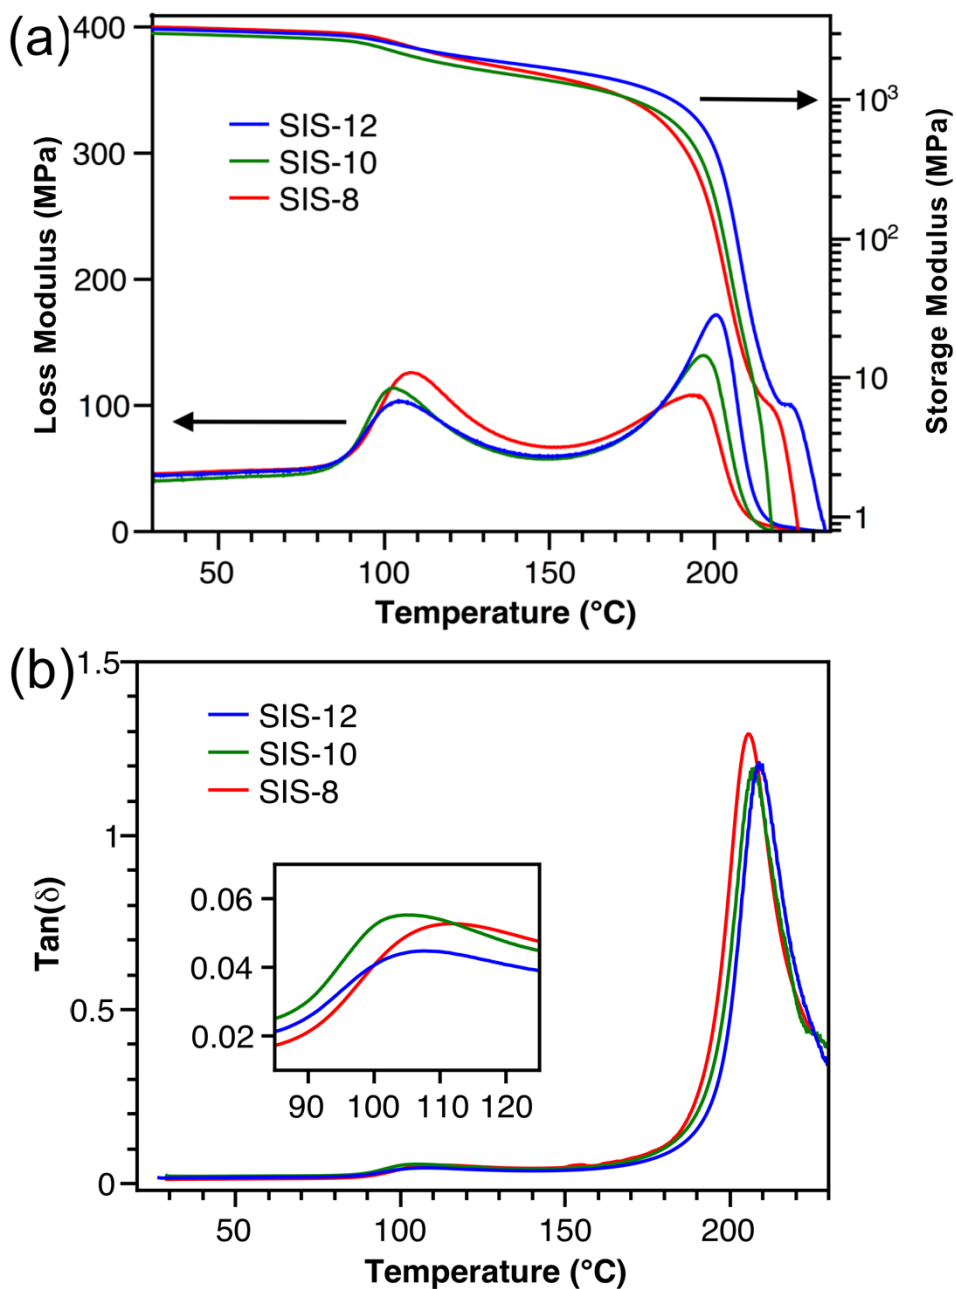 (a)
400
300
200
100
0
Loss Modulus (MPa)
SIS-12
SIS-10
SIS-8
10³
10²
10
1
Storage Modulus (MPa)
50
100
150
200
Temperature (°C)
(b)
1.5
1
0.5
0
Tan(δ)
SIS-12
SIS-10
SIS-8
0.06
0.04
0.02
90
100
110
120
50
100
150
200
Temperature (°C)